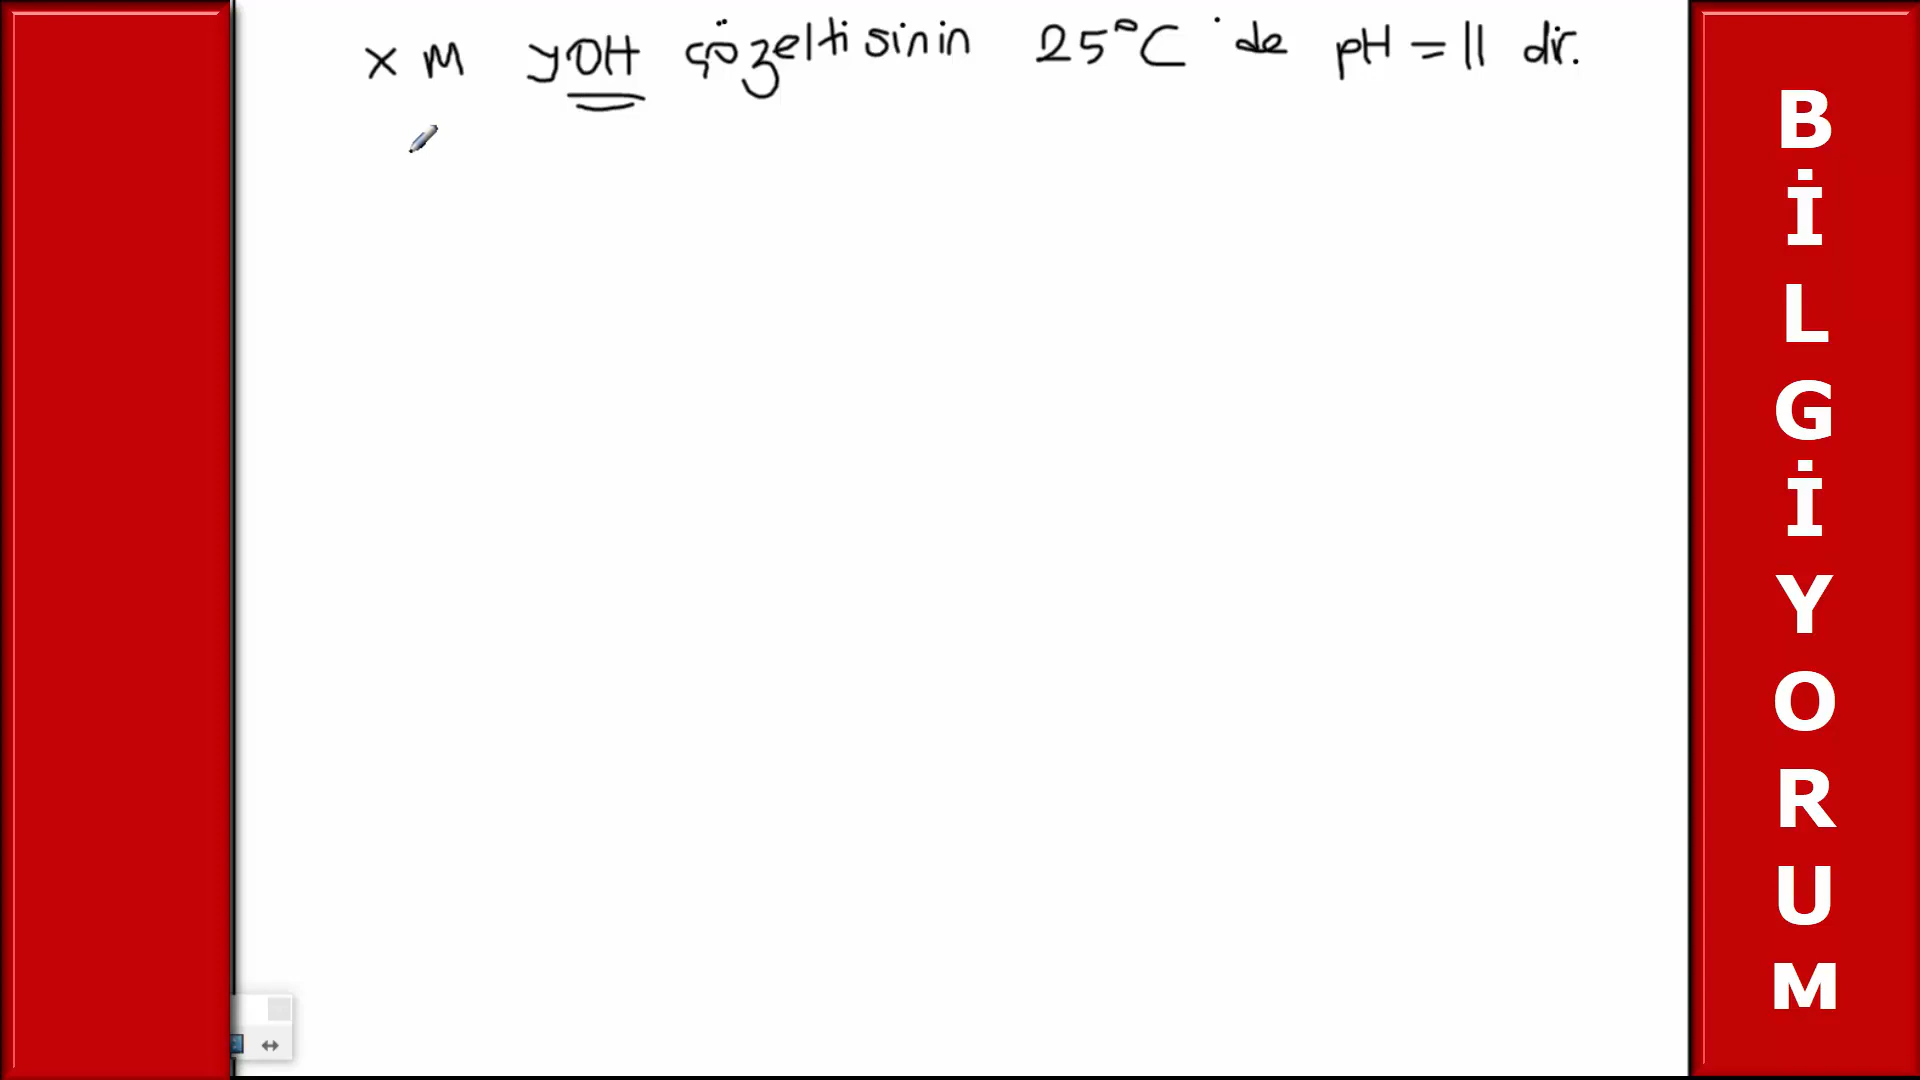 x M yOH çözeltisinin 25°C 'de pH = 11 dir.
BİLGİYORUM